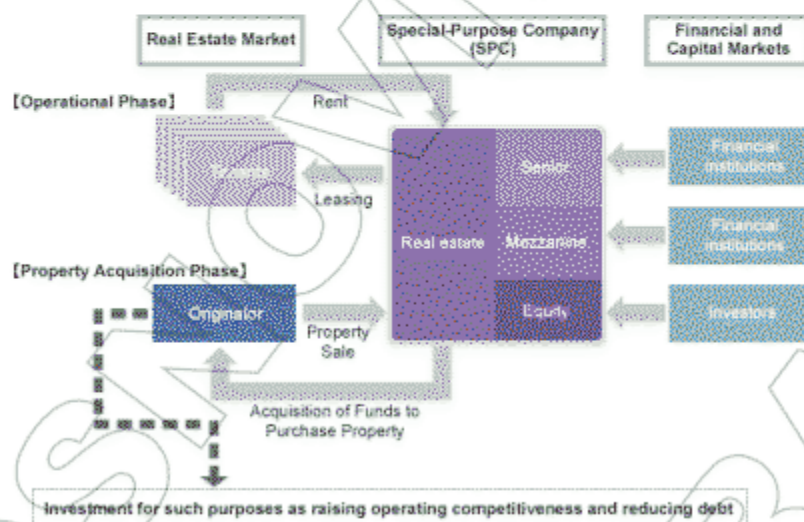 Real Estate Market
Special-Purpose Company
(SPC)
Financial and
Capital Markets
【Operational Phase】
Rent
Tenants
Leasing
Senior
Financial
institutions
Real estate
Mezzanine
Financial
institutions
【Property Acquisition Phase】
Originator
Property
Sale
Equity
Investors
Acquisition of Funds to
Purchase Property
Investment for such purposes as raising operating competitiveness and reducing debt